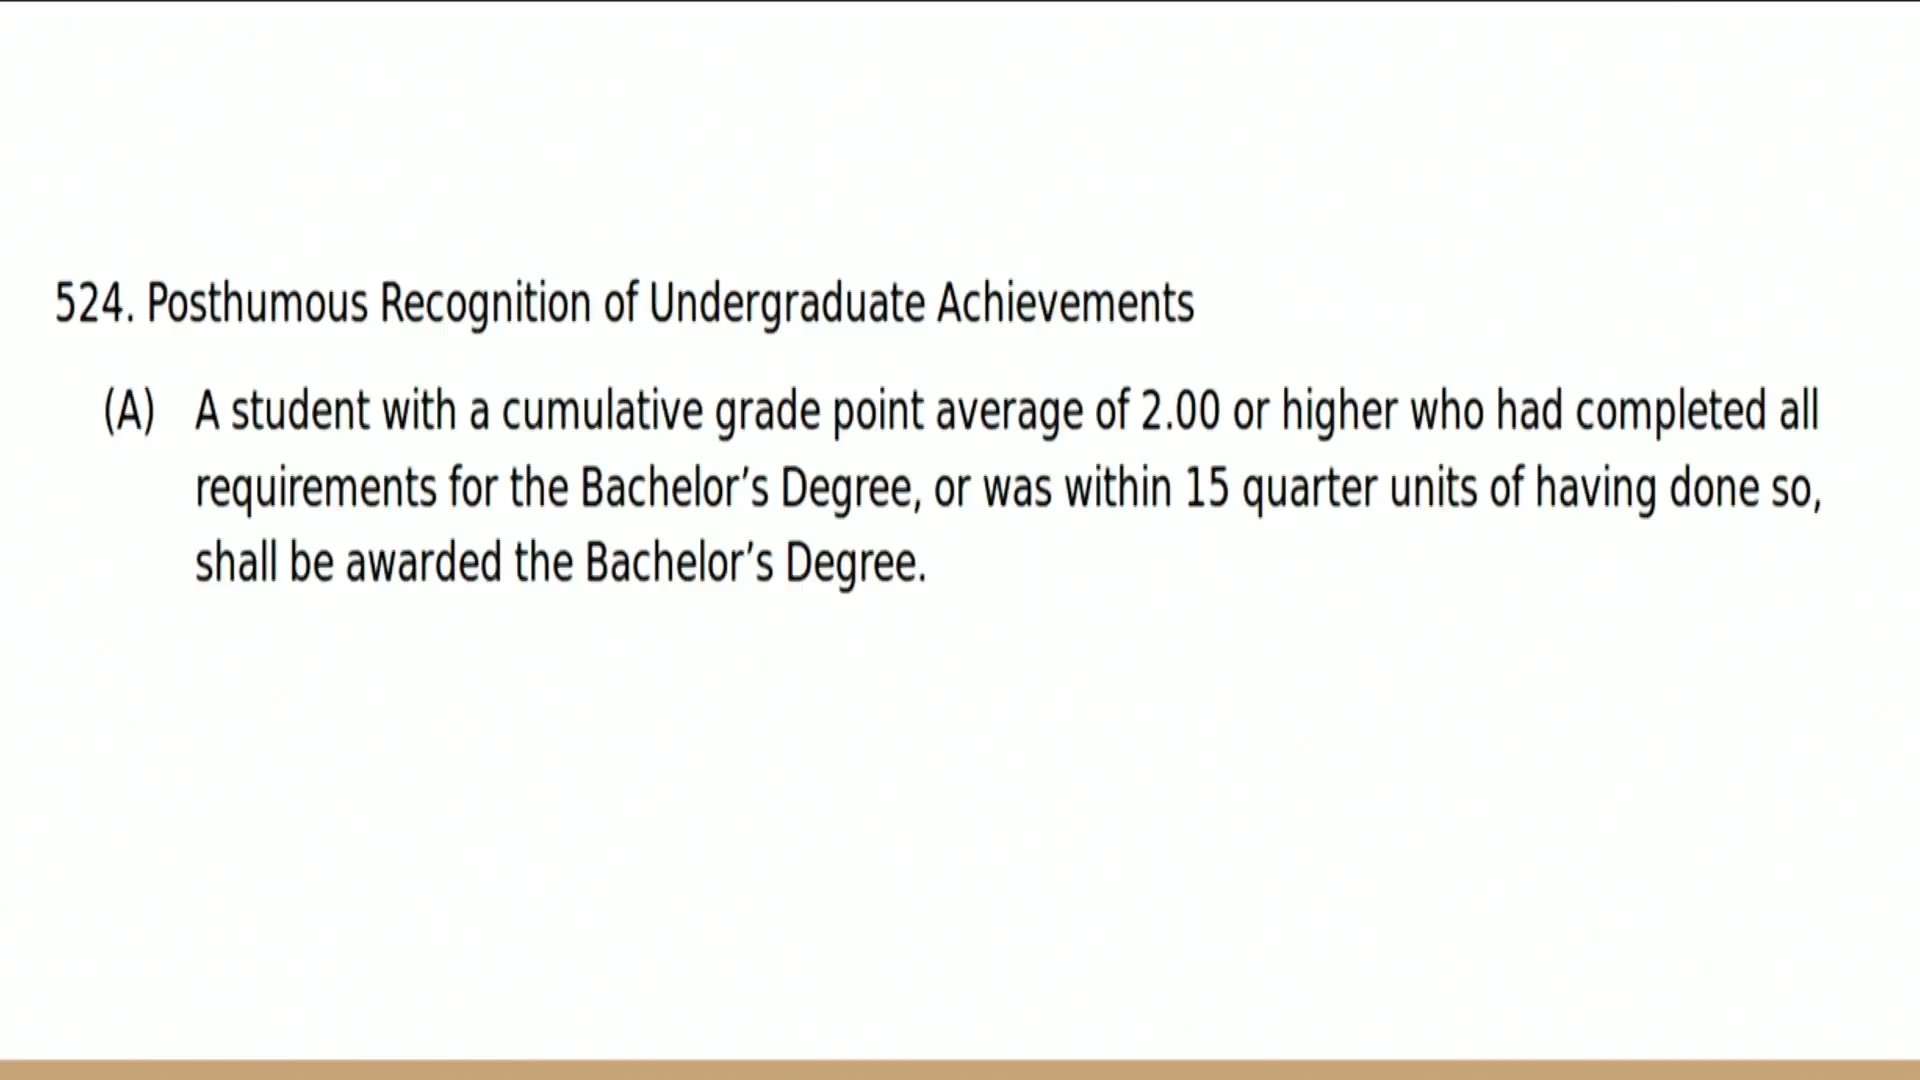 524. Posthumous Recognition of Undergraduate Achievements
(A) A student with a cumulative grade point average of 2.00 or higher who had completed all
requirements for the Bachelor’s Degree, or was within 15 quarter units of having done so,
shall be awarded the Bachelor’s Degree.